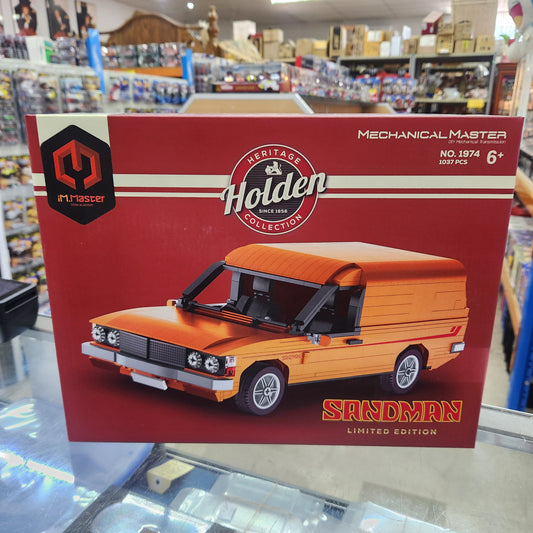 iM.Master
MECHANICAL MASTER
DIY Mechanical Transmission
NO. 1974
1037 PCS
6+
HERITAGE
Holden
SINCE 1856
COLLECTION
SANDMAN
LIMITED EDITION